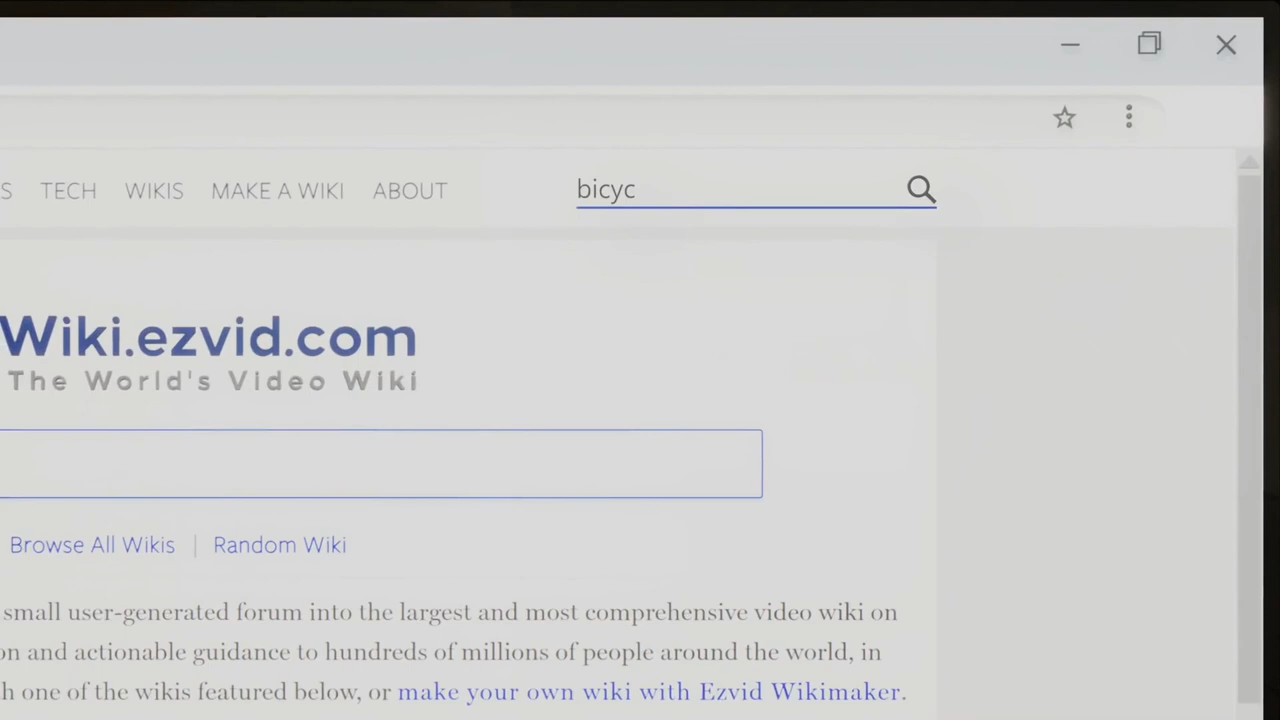 S TECH WIKIS MAKE A WIKI ABOUT bicyc
Wiki.ezvid.com
The World's Video Wiki
Browse All Wikis | Random Wiki
small user-generated forum into the largest and most comprehensive video wiki on
on and actionable guidance to hundreds of millions of people around the world, in
h one of the wikis featured below, or make your own wiki with Ezvid Wikimaker.